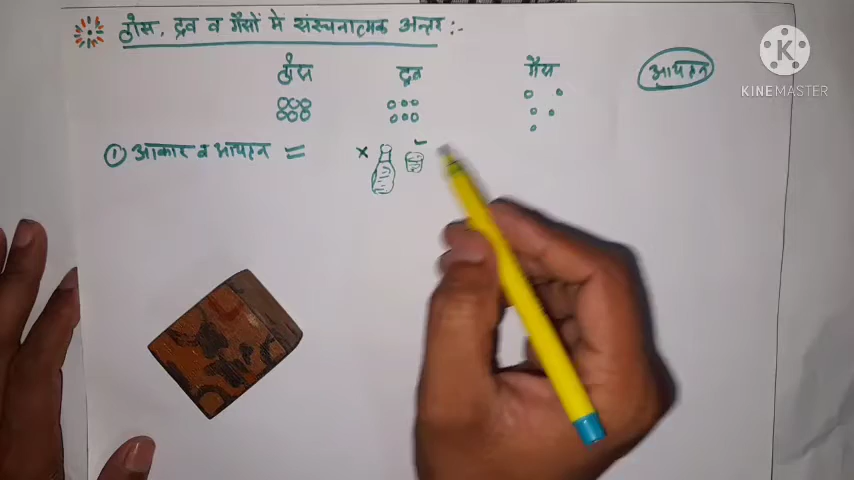 ठोस, द्रव व गैसों में संरचनात्मक अन्तर :-
ठोस द्रव गैस आयतन
① आकार व आयतन = ×
K
KINEMASTER